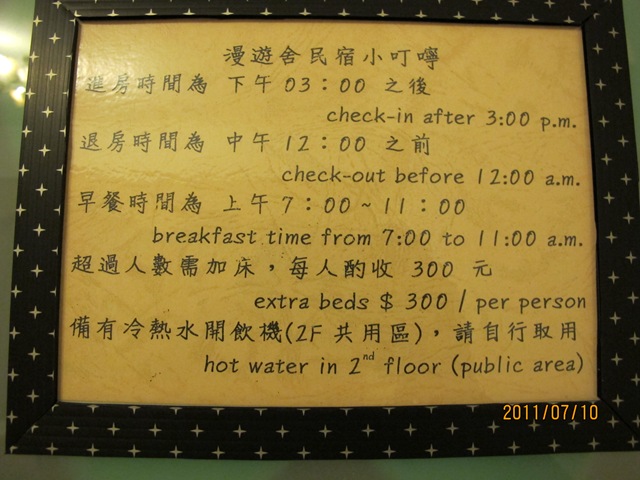 漫遊舍民宿小叮嚀
進房時間為 下午 03：00 之後
check-in after 3:00 p.m.
退房時間為 中午 12：00 之前
check-out before 12:00 a.m.
早餐時間為 上午 7：00 ~ 11：00
breakfast time from 7:00 to 11:00 a.m.
超過人數需加床，每人酌收 300 元
extra beds $ 300 / per person
備有冷熱水開飲機(2F 共用區)，請自行取用
hot water in 2nd floor (public area)
2011/07/10